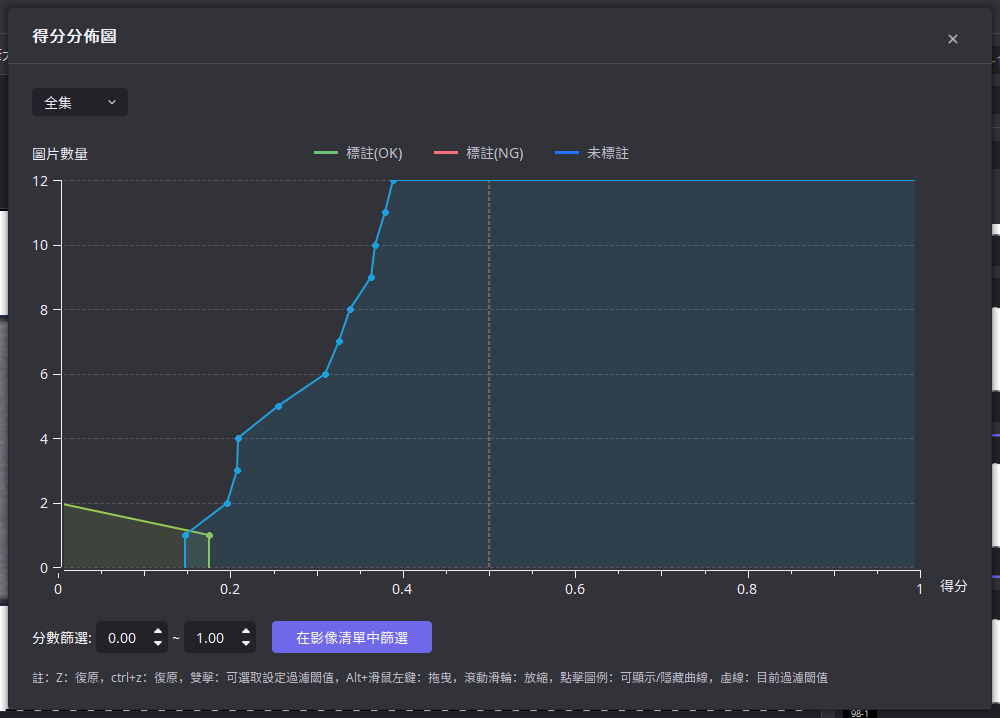 得分分佈圖
全集
圖片數量
標註(OK) 標註(NG) 未標註
12
10
8
6
4
2
0
0 0.2 0.4 0.6 0.8 1
得分
分數篩選: 0.00 ~ 1.00 在影像清單中篩選
註：Z：復原，ctrl+z：復原，雙擊：可選取設定過濾閾值，Alt+滑鼠左鍵：拖曳，滾動滑輪：放縮，點擊圖例：可顯示/隱藏曲線，虛線：目前過濾閾值
98-1